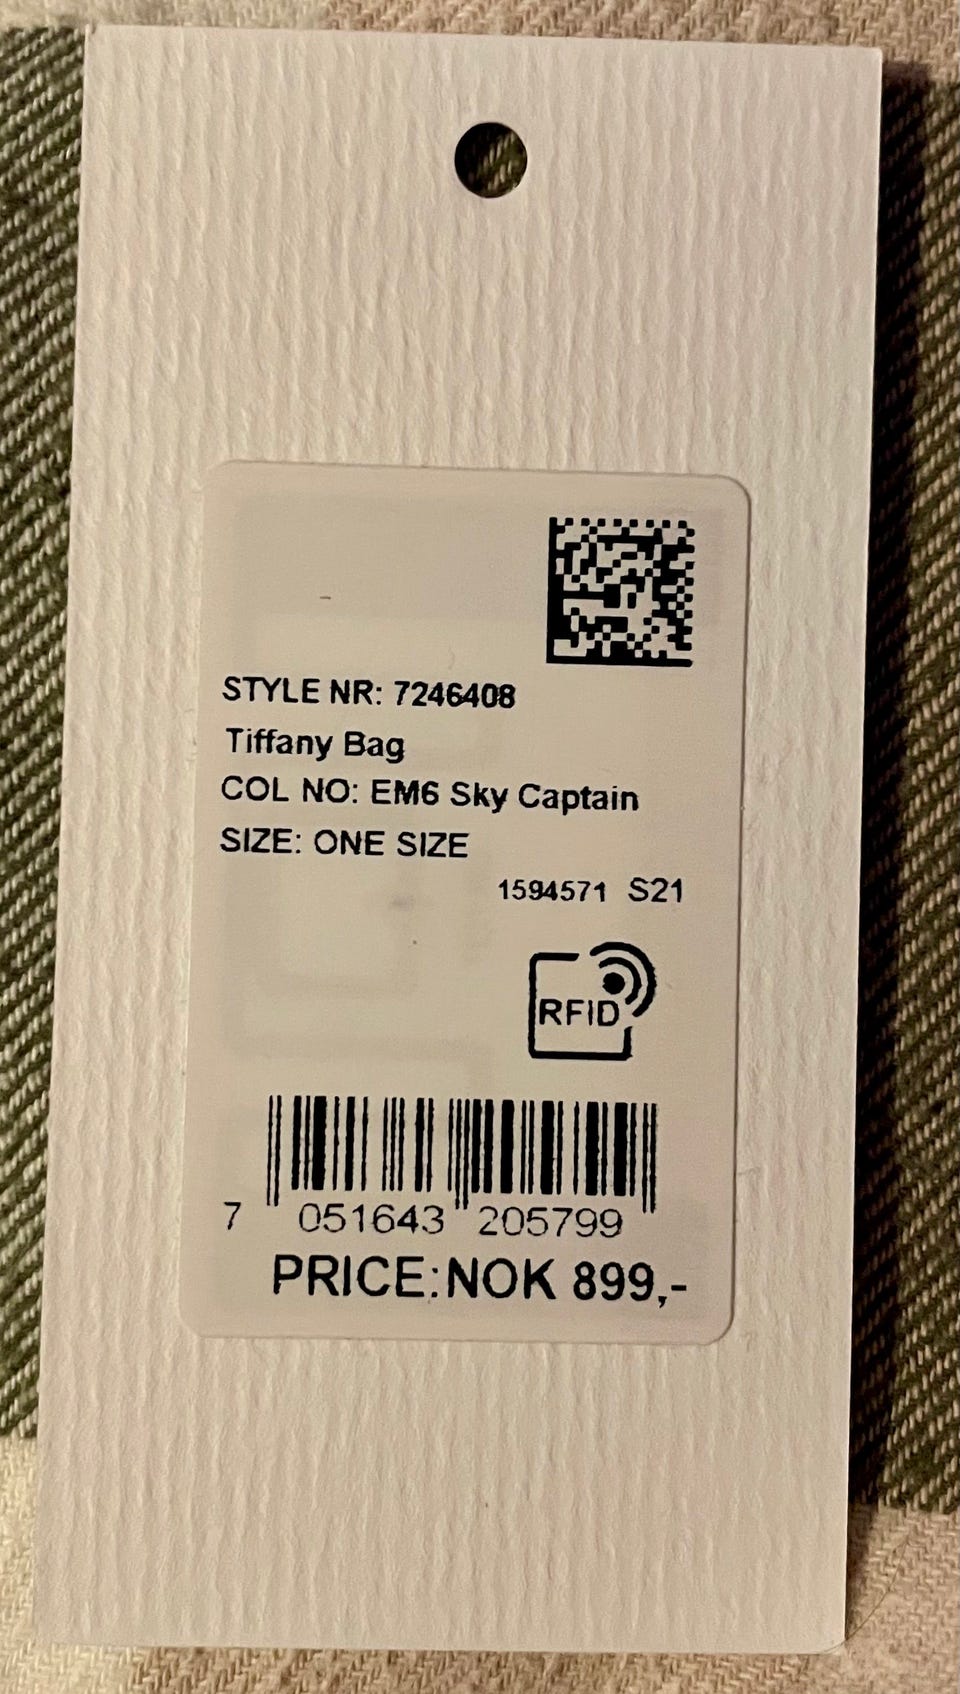 STYLE NR: 7246408
Tiffany Bag
COL NO: EM6 Sky Captain
SIZE: ONE SIZE
1594571 S21
RFID
7 051643 205799
PRICE:NOK 899,-